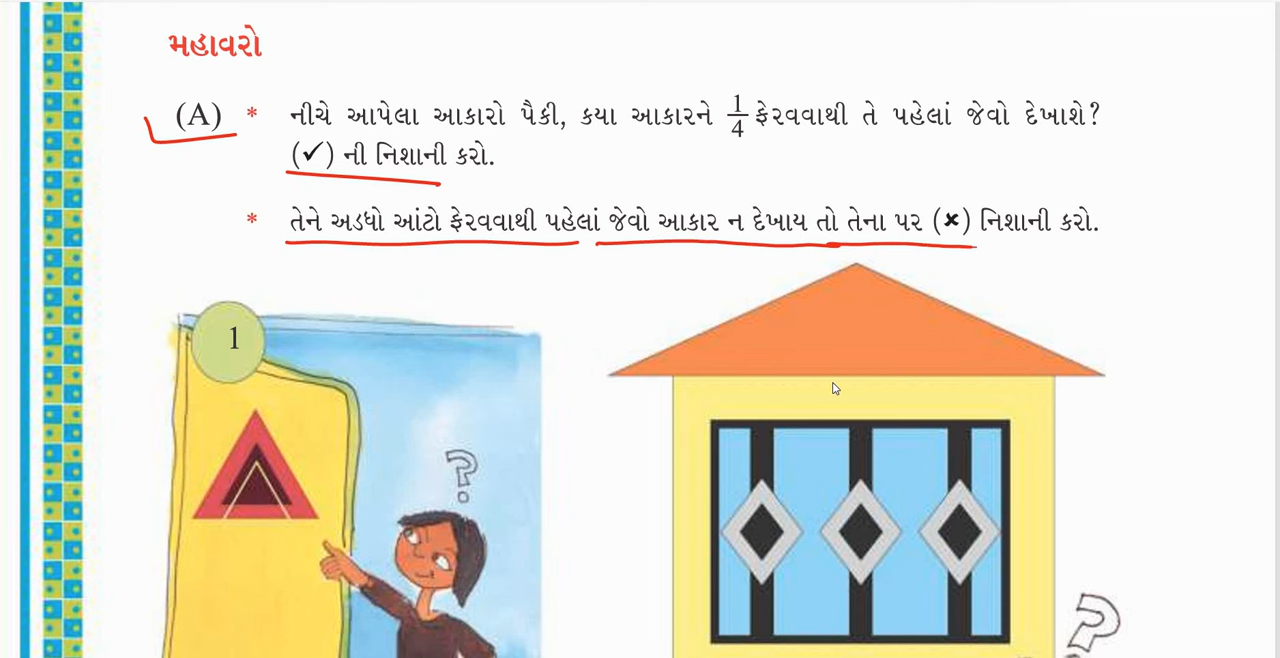 મહાવરો
(A) * નીચે આપેલા આકારો પૈકી, કયા આકારને 1/4 ફેરવવાથી તે પહેલાં જેવો દેખાશે?
(✓) ની નિશાની કરો.
* તેને અડધો આંટો ફેરવવાથી પહેલાં જેવો આકાર ન દેખાય તો તેના પર (✘) નિશાની કરો.
1
?
?